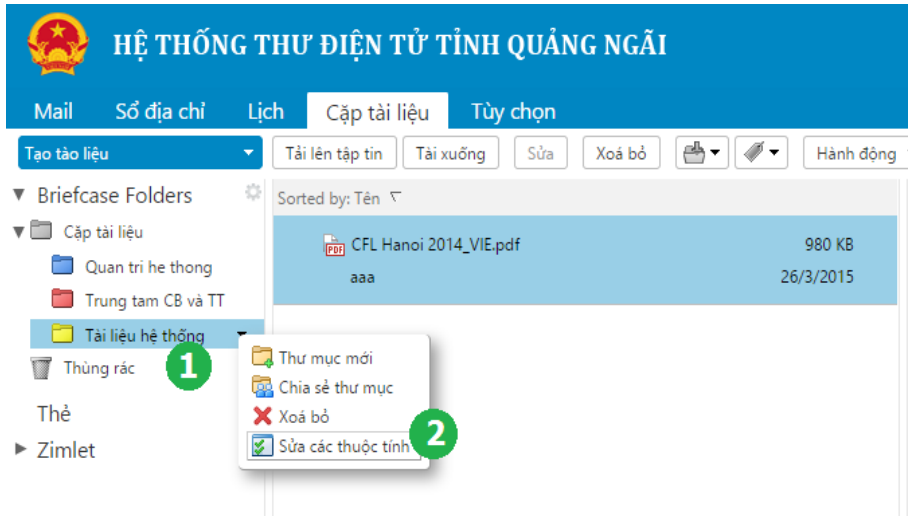 HỆ THỐNG THƯ ĐIỆN TỬ TỈNH QUẢNG NGÃI
Mail Sổ địa chỉ Lịch Cặp tài liệu Tùy chọn
Tạo tào liệu Tải lên tập tin Tài xuống Sửa Xoá bỏ Hành động
Briefcase Folders Sorted by: Tên
Cặp tài liệu
PDF CFL Hanoi 2014_VIE.pdf 980 KB
Quan tri he thong aaa 26/3/2015
Trung tam CB và TT
Tài liệu hệ thống
1 Thùng rác
Thư mục mới
Chia sẻ thư mục
Xoá bỏ
Sửa các thuộc tính 2
Thẻ
Zimlet